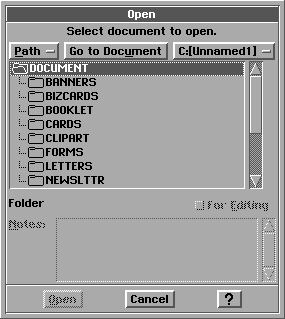 Open
Select document to open.
Path Go to Document C:[Unnamed1]
DOCUMENT
BANNERS
BIZCARDS
BOOKLET
CARDS
CLIPART
FORMS
LETTERS
NEWSLTTR
Folder For Editing
Notes:
Open Cancel ?